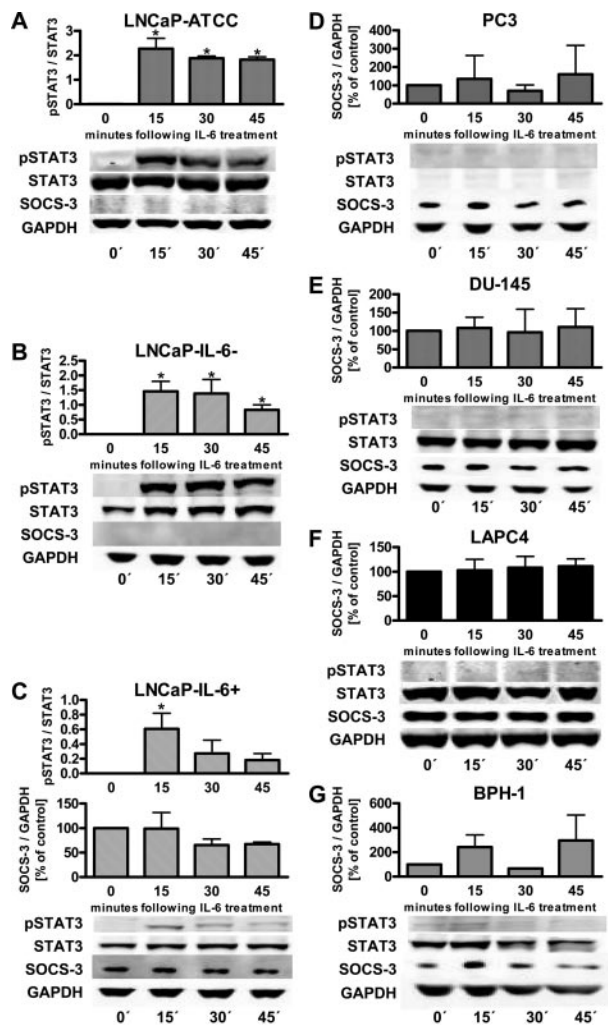 A
LNCaP-ATCC
pSTAT3 / STAT3
3
2
1
0
* * *
0 15 30 45
minutes following IL-6 treatment
pSTAT3
STAT3
SOCS-3
GAPDH
0´ 15´ 30´ 45´
B
LNCaP-IL-6-
pSTAT3 / STAT3
2.0
1.5
1.0
0.5
0.0
* * *
0 15 30 45
minutes following IL-6 treatment
pSTAT3
STAT3
SOCS-3
GAPDH
0´ 15´ 30´ 45´
C
LNCaP-IL-6+
pSTAT3 / STAT3
1.0
0.8
0.6
0.4
0.2
0.0
*
0 15 30 45
SOCS-3 / GAPDH
[% of control]
150
100
50
0
0 15 30 45
minutes following IL-6 treatment
pSTAT3
STAT3
SOCS-3
GAPDH
0´ 15´ 30´ 45´
D
PC3
SOCS-3 / GAPDH
[% of control]
400
300
200
100
0
0 15 30 45
minutes following IL-6 treatment
pSTAT3
STAT3
SOCS-3
GAPDH
0´ 15´ 30´ 45´
E
DU-145
SOCS-3 / GAPDH
[% of control]
200
150
100
50
0
0 15 30 45
minutes following IL-6 treatment
pSTAT3
STAT3
SOCS-3
GAPDH
0´ 15´ 30´ 45´
F
LAPC4
SOCS-3 / GAPDH
[% of control]
150
100
50
0
0 15 30 45
minutes following IL-6 treatment
pSTAT3
STAT3
SOCS-3
GAPDH
0´ 15´ 30´ 45´
G
BPH-1
SOCS-3 / GAPDH
[% of control]
600
400
200
0
0 15 30 45
minutes following IL-6 treatment
pSTAT3
STAT3
SOCS-3
GAPDH
0´ 15´ 30´ 45´